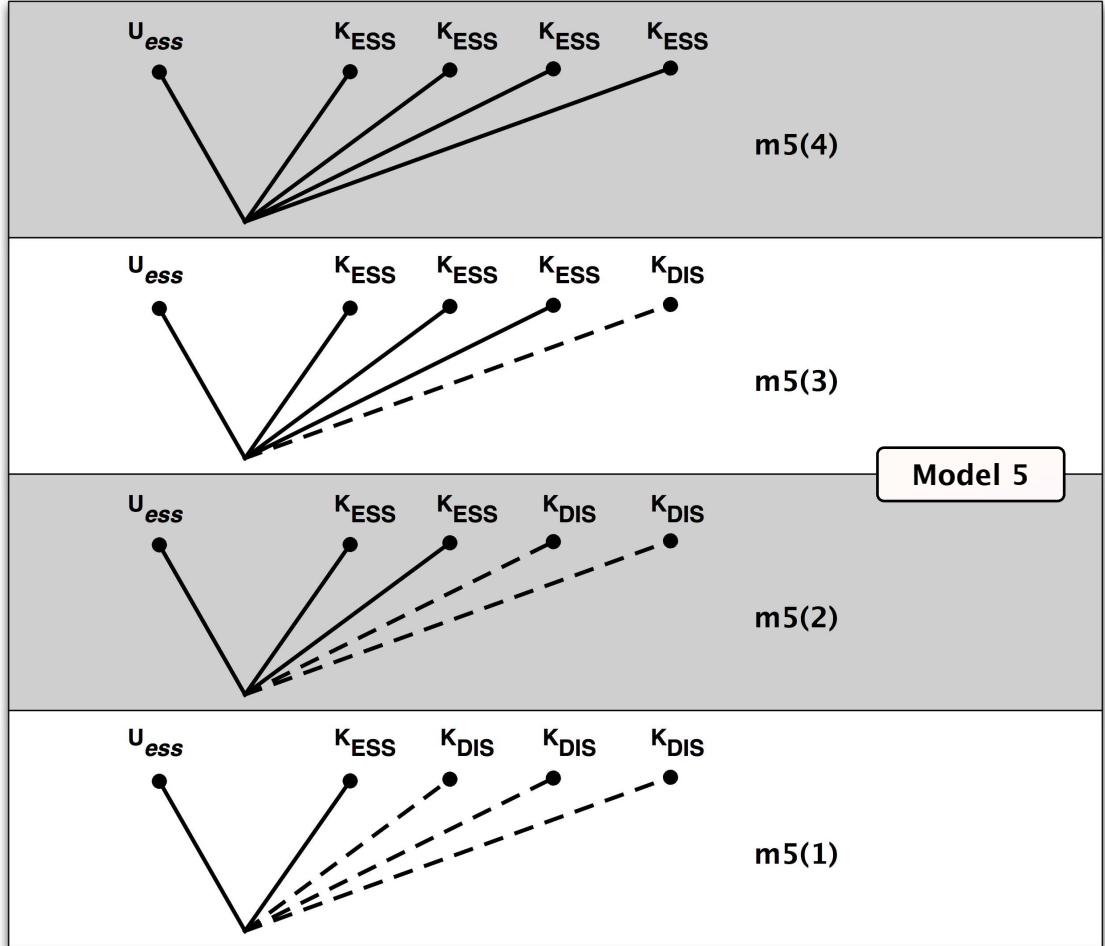 U_ess K_ESS K_ESS K_ESS K_ESS
m5(4)
U_ess K_ESS K_ESS K_ESS K_DIS
m5(3)
Model 5
U_ess K_ESS K_ESS K_DIS K_DIS
m5(2)
U_ess K_ESS K_DIS K_DIS K_DIS
m5(1)